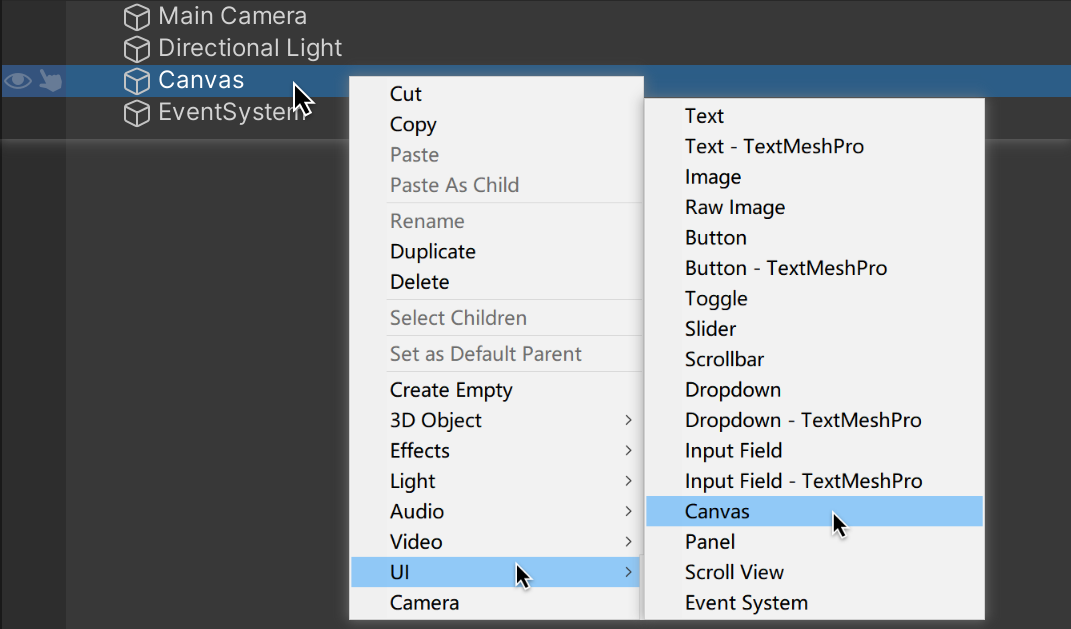 Main Camera
Directional Light
Canvas
EventSystem
Cut
Copy
Paste
Paste As Child
Rename
Duplicate
Delete
Select Children
Set as Default Parent
Create Empty
3D Object
Effects
Light
Audio
Video
UI
Camera
Text
Text - TextMeshPro
Image
Raw Image
Button
Button - TextMeshPro
Toggle
Slider
Scrollbar
Dropdown
Dropdown - TextMeshPro
Input Field
Input Field - TextMeshPro
Canvas
Panel
Scroll View
Event System